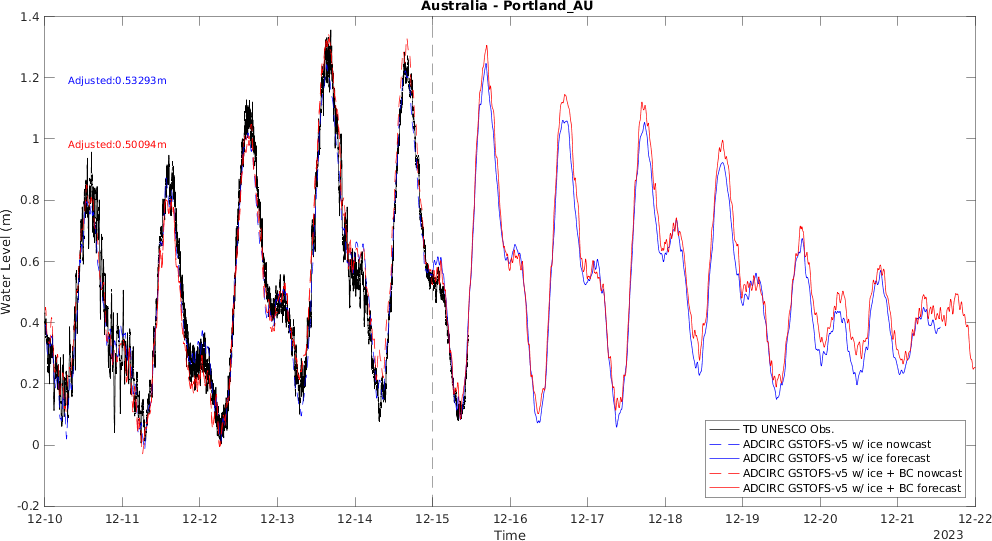 Australia - Portland_AU
1.4
1.2
1
0.8
0.6
0.4
0.2
0
-0.2
Water Level (m)
Adjusted:0.53293m
Adjusted:0.50094m
TD UNESCO Obs.
ADCIRC GSTOFS-v5 w/ ice nowcast
ADCIRC GSTOFS-v5 w/ ice forecast
ADCIRC GSTOFS-v5 w/ ice + BC nowcast
ADCIRC GSTOFS-v5 w/ ice + BC forecast
12-10 12-11 12-12 12-13 12-14 12-15 12-16 12-17 12-18 12-19 12-20 12-21 12-22
Time
2023